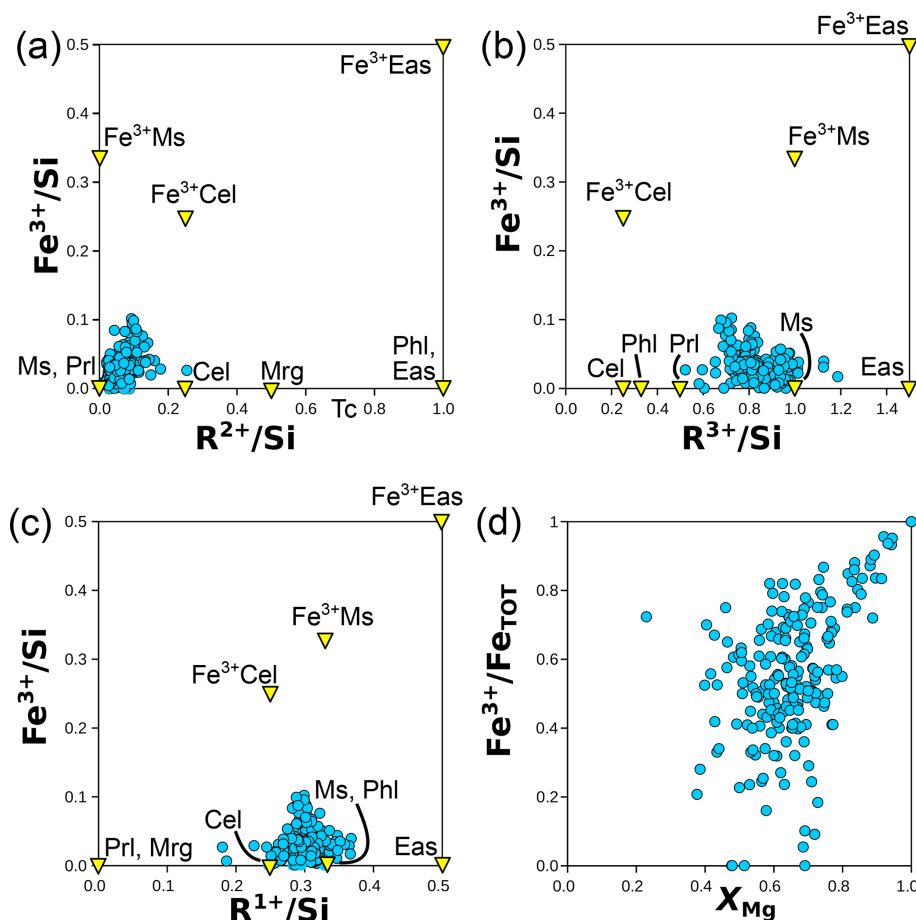 (a)
Fe³⁺/Si
0.5
0.4
0.3
0.2
0.1
0.0
Fe³⁺Eas
Fe³⁺Ms
Fe³⁺Cel
Ms, Prl
Cel
Mrg
Phl,
Eas
0.0 0.2 0.4 0.6 0.8 1.0
Tc
R²⁺/Si
(b)
Fe³⁺/Si
0.5
0.4
0.3
0.2
0.1
0.0
Fe³⁺Eas
Fe³⁺Ms
Fe³⁺Cel
Ms
Cel
Phl
Prl
Eas
0.0 0.2 0.4 0.6 0.8 1.0 1.2 1.4
R³⁺/Si
(c)
Fe³⁺/Si
0.5
0.4
0.3
0.2
0.1
0.0
Fe³⁺Eas
Fe³⁺Ms
Fe³⁺Cel
Ms, Phl
Cel
Prl, Mrg
Eas
0.0 0.1 0.2 0.3 0.4 0.5
R¹⁺/Si
(d)
Fe³⁺/Fe_TOT
1
0.8
0.6
0.4
0.2
0.0
0.0 0.2 0.4 0.6 0.8 1.0
X_Mg